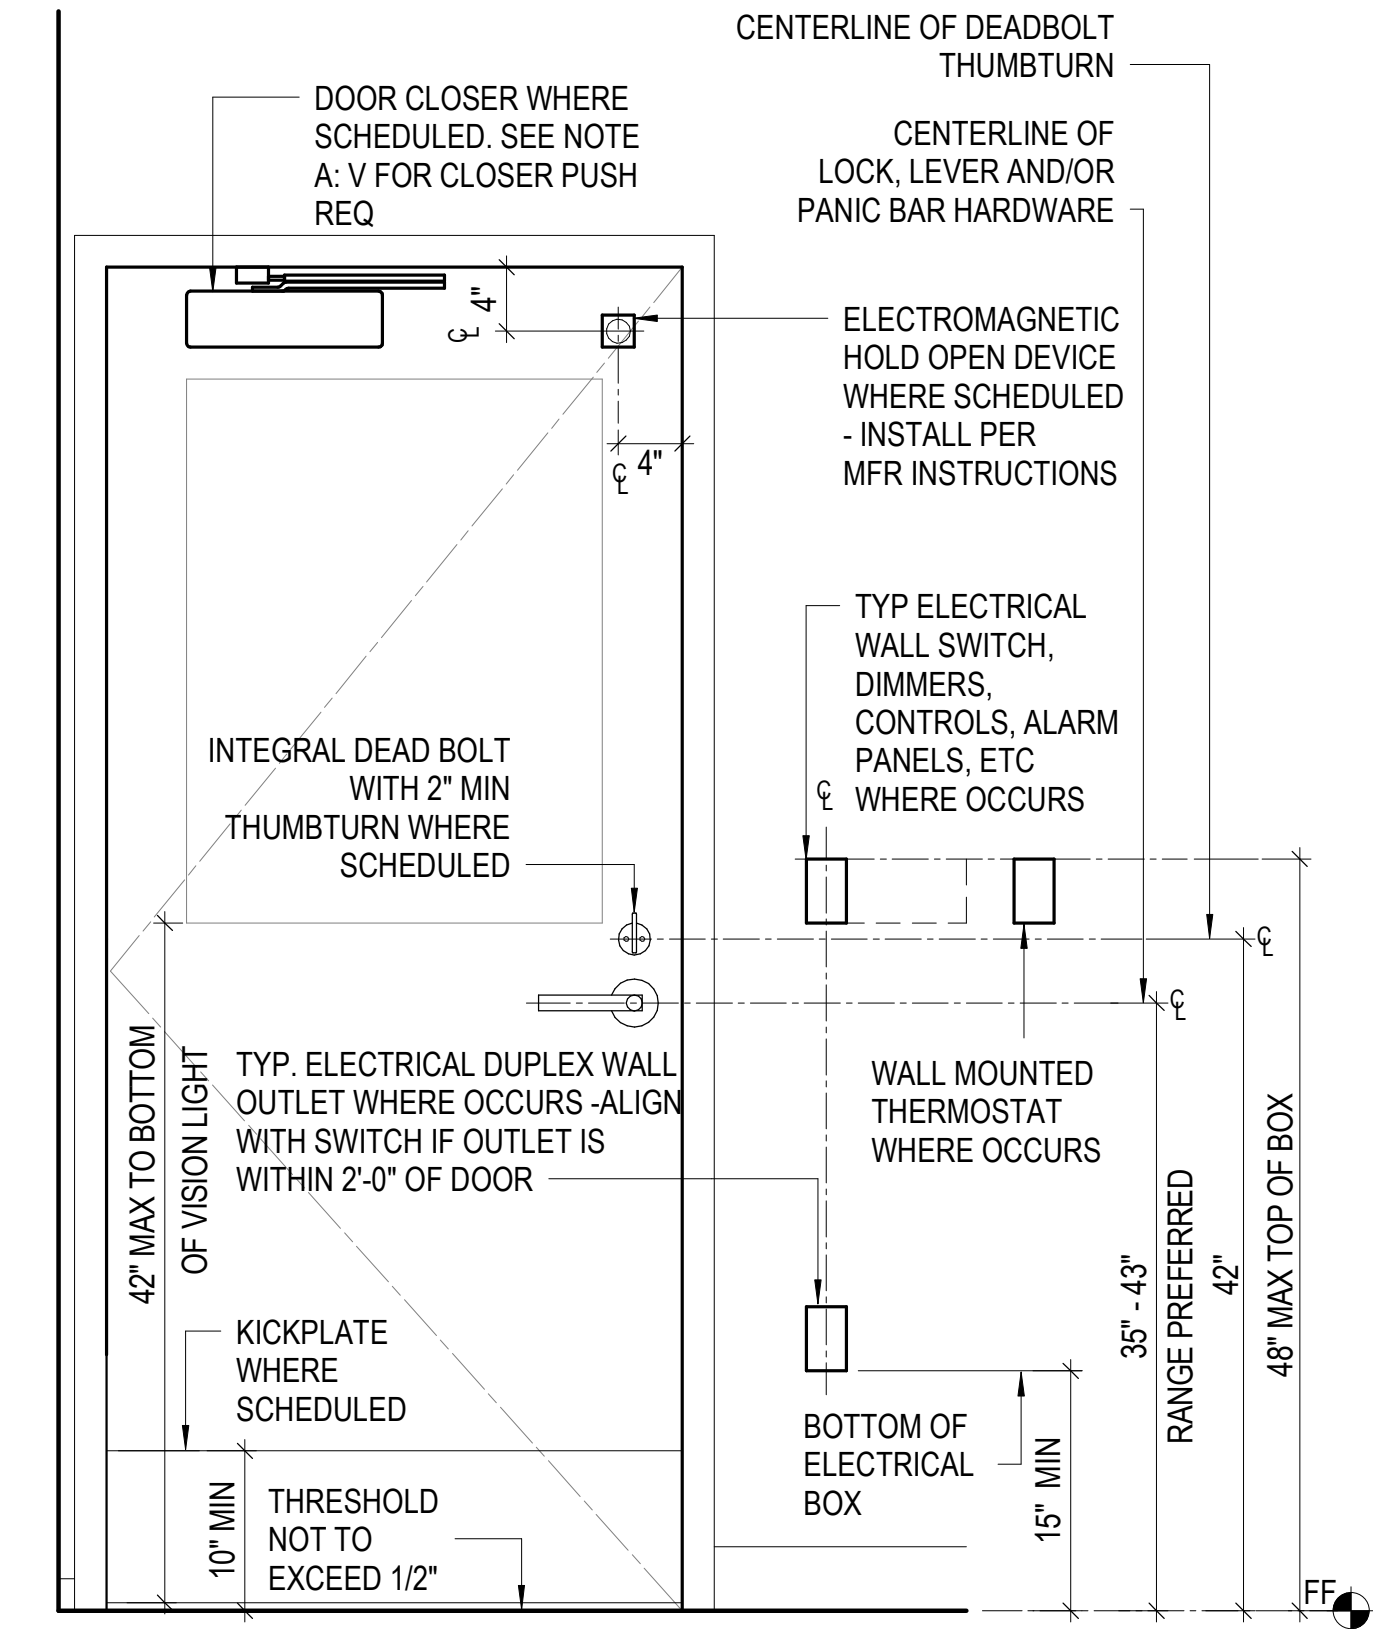 CENTERLINE OF DEADBOLT
THUMBTURN
DOOR CLOSER WHERE
SCHEDULED. SEE NOTE
A: V FOR CLOSER PUSH
REQ
CENTERLINE OF
LOCK, LEVER AND/OR
PANIC BAR HARDWARE
4"
℄
ELECTROMAGNETIC
HOLD OPEN DEVICE
WHERE SCHEDULED
- INSTALL PER
MFR INSTRUCTIONS
℄ 4"
TYP ELECTRICAL
WALL SWITCH,
DIMMERS,
CONTROLS, ALARM
PANELS, ETC
WHERE OCCURS
℄
INTEGRAL DEAD BOLT
WITH 2" MIN
THUMBTURN WHERE
SCHEDULED
℄
℄
42" MAX TO BOTTOM
OF VISION LIGHT
TYP. ELECTRICAL DUPLEX WALL
OUTLET WHERE OCCURS -ALIGN
WITH SWITCH IF OUTLET IS
WITHIN 2'-0" OF DOOR
WALL MOUNTED
THERMOSTAT
WHERE OCCURS
35" - 43"
RANGE PREFERRED
42"
48" MAX TOP OF BOX
KICKPLATE
WHERE
SCHEDULED
BOTTOM OF
ELECTRICAL
BOX
15" MIN
10" MIN
THRESHOLD
NOT TO
EXCEED 1/2"
FF